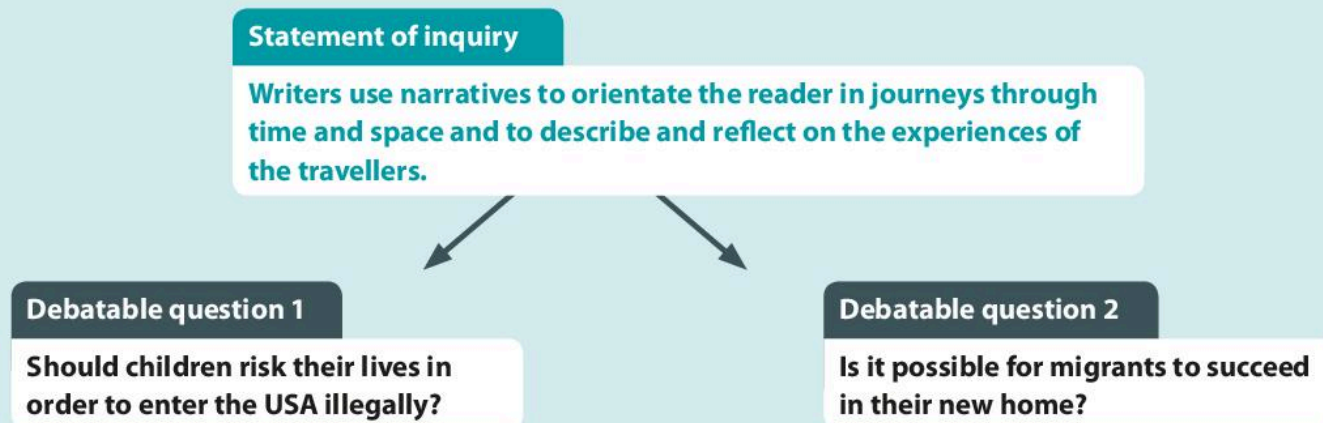 Statement of inquiry
Writers use narratives to orientate the reader in journeys through
time and space and to describe and reflect on the experiences of
the travellers.
Debatable question 1
Should children risk their lives in
order to enter the USA illegally?
Debatable question 2
Is it possible for migrants to succeed
in their new home?